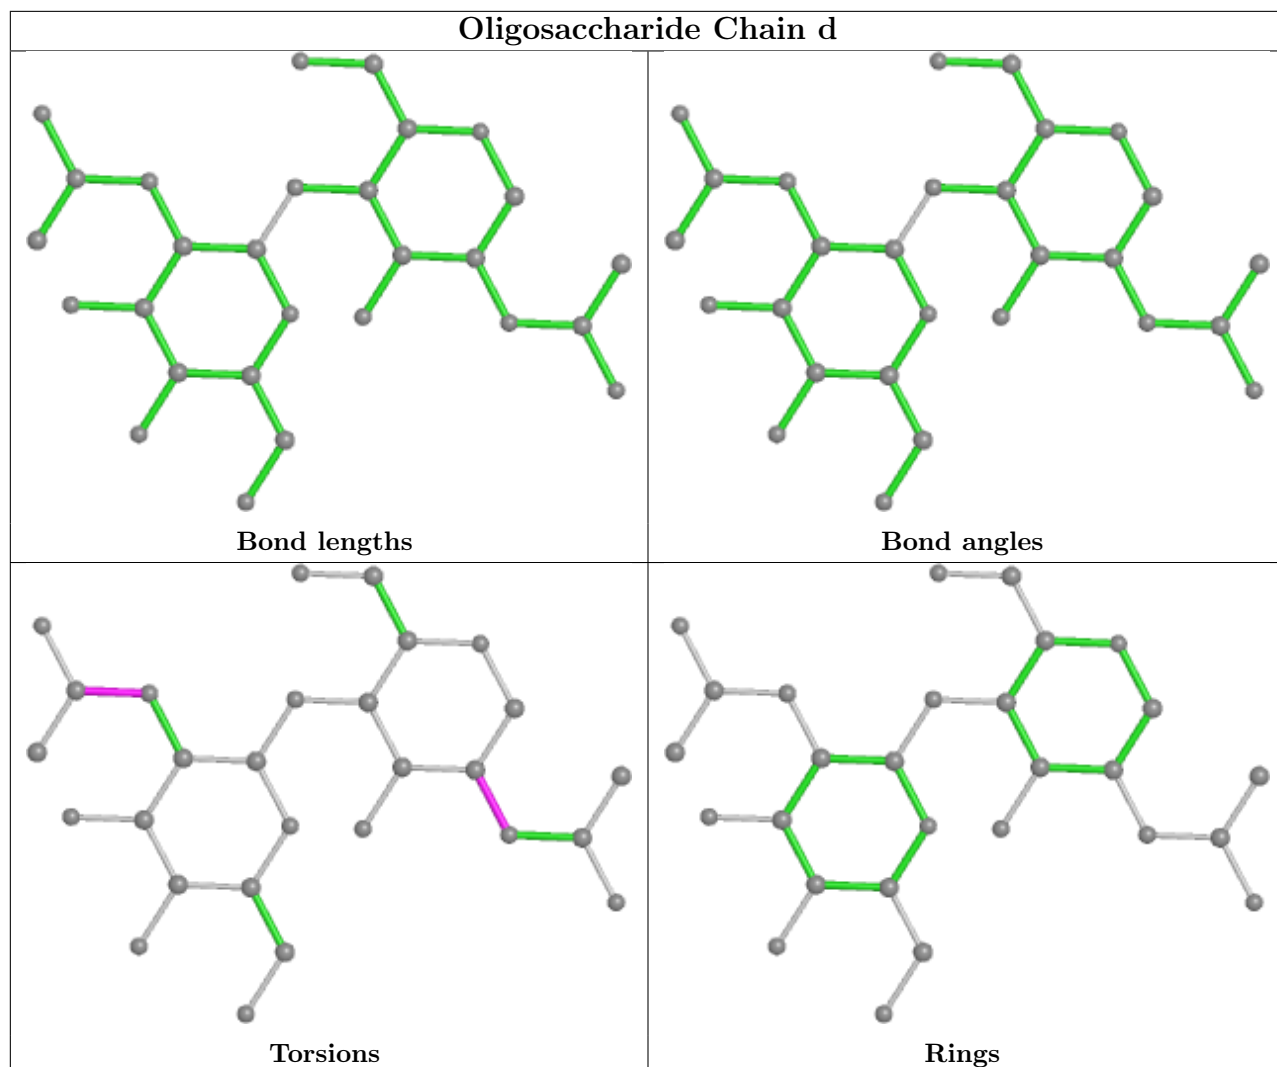 Oligosaccharide Chain d
Bond lengths
Bond angles
Torsions
Rings